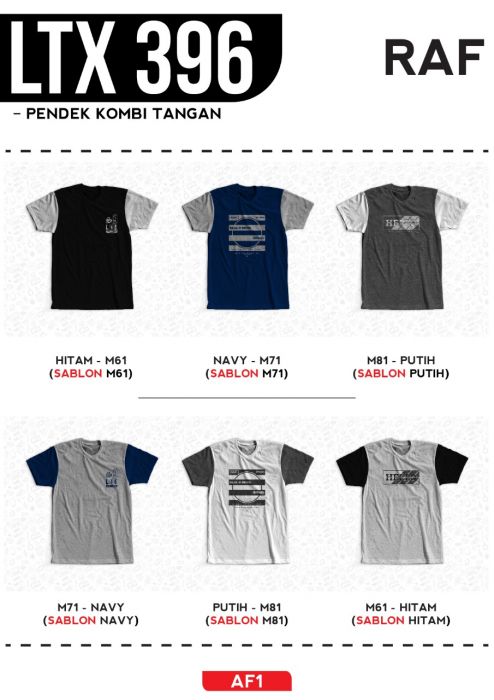 LTX 396
RAF
- PENDEK KOMBI TANGAN
HITAM - M61
(SABLON M61)
NAVY - M71
(SABLON M71)
M81 - PUTIH
(SABLON PUTIH)
M71 - NAVY
(SABLON NAVY)
PUTIH - M81
(SABLON M81)
M61 - HITAM
(SABLON HITAM)
AF1